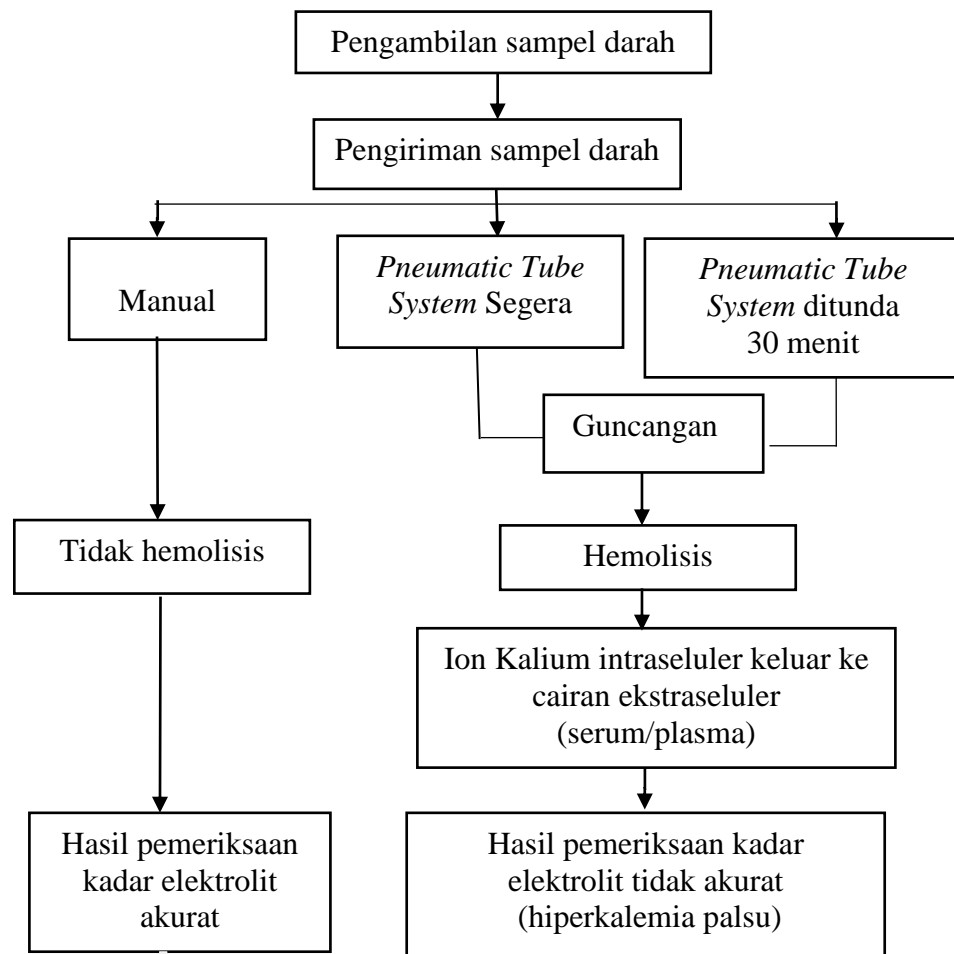 Pengambilan sampel darah
Pengiriman sampel darah
Manual
Pneumatic Tube
System Segera
Pneumatic Tube
System ditunda
30 menit
Guncangan
Tidak hemolisis
Hemolisis
Ion Kalium intraseluler keluar ke
cairan ekstraseluler
(serum/plasma)
Hasil pemeriksaan
kadar elektrolit
akurat
Hasil pemeriksaan kadar
elektrolit tidak akurat
(hiperkalemia palsu)